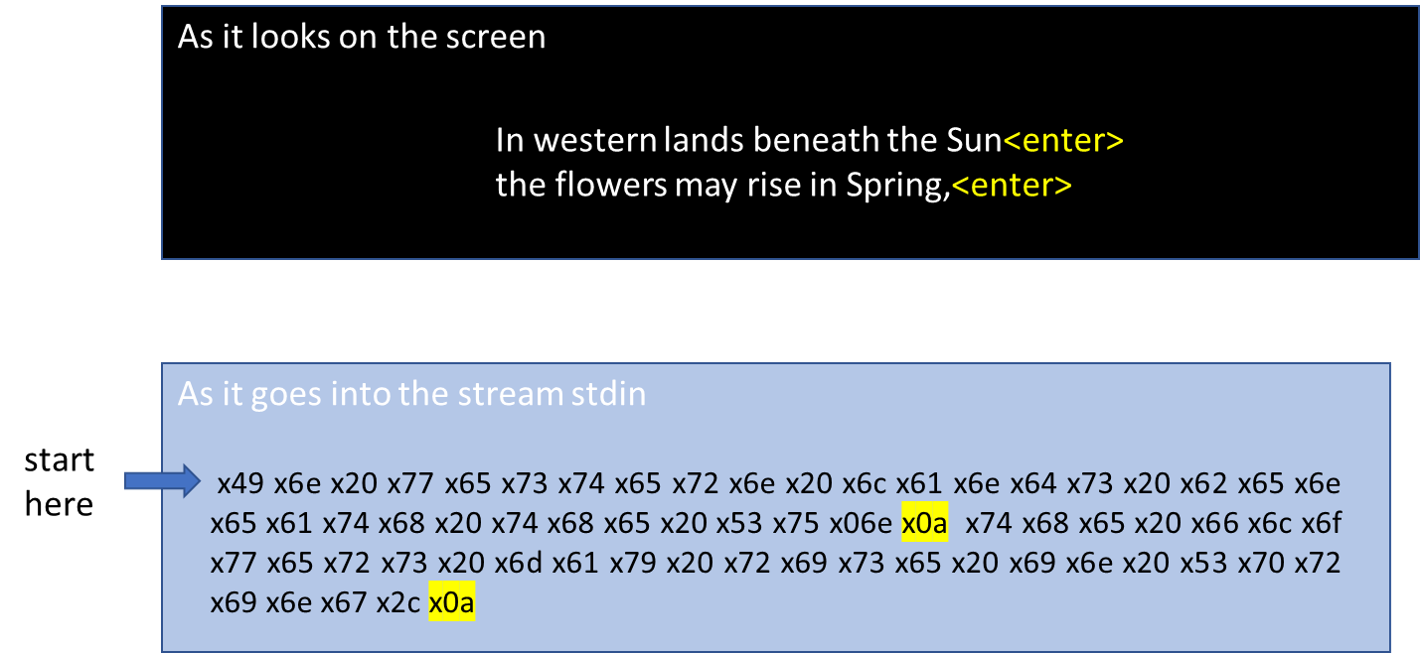 As it looks on the screen
In western lands beneath the Sun<enter>
the flowers may rise in Spring,<enter>
As it goes into the stream stdin
start
here
x49 x6e x20 x77 x65 x73 x74 x65 x72 x6e x20 x6c x61 x6e x64 x73 x20 x62 x65 x6e
x65 x61 x74 x68 x20 x74 x68 x65 x20 x53 x75 x06e x0a x74 x68 x65 x20 x66 x6c x6f
x77 x65 x72 x73 x20 x6d x61 x79 x20 x72 x69 x73 x65 x20 x69 x6e x20 x53 x70 x72
x69 x6e x67 x2c x0a